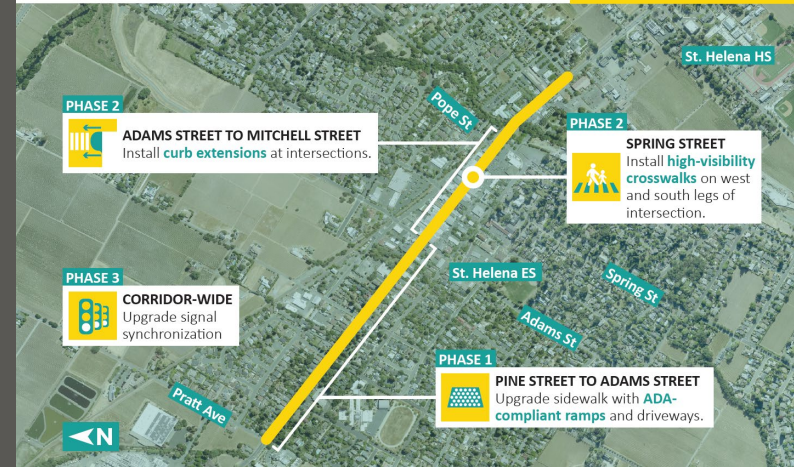 St. Helena HS
PHASE 2
ADAMS STREET TO MITCHELL STREET
Install curb extensions at intersections.
Pope St
PHASE 2
SPRING STREET
Install high-visibility
crosswalks on west
and south legs of
intersection.
St. Helena ES
Spring St
PHASE 3
CORRIDOR-WIDE
Upgrade signal
synchronization
Adams St
PHASE 1
PINE STREET TO ADAMS STREET
Upgrade sidewalk with ADA-
compliant ramps and driveways.
Pratt Ave
N